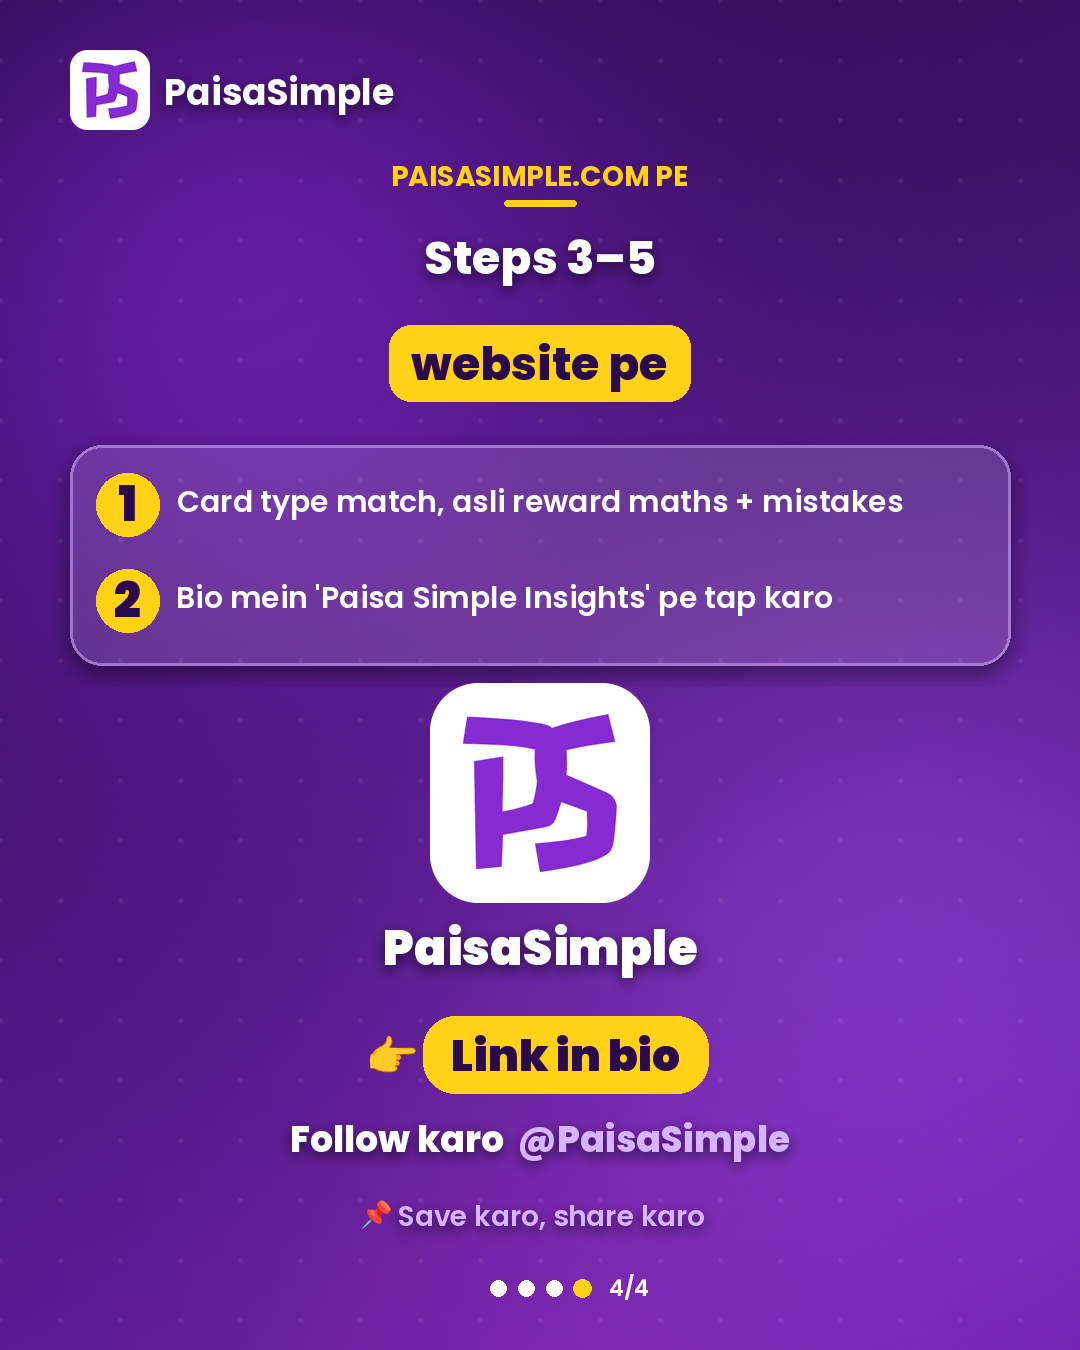 PS PaisaSimple
PAISASIMPLE.COM PE
Steps 3–5
website pe
1 Card type match, asli reward maths + mistakes
2 Bio mein 'Paisa Simple Insights' pe tap karo
PS
PaisaSimple
👉 Link in bio
Follow karo @PaisaSimple
📌 Save karo, share karo
4/4